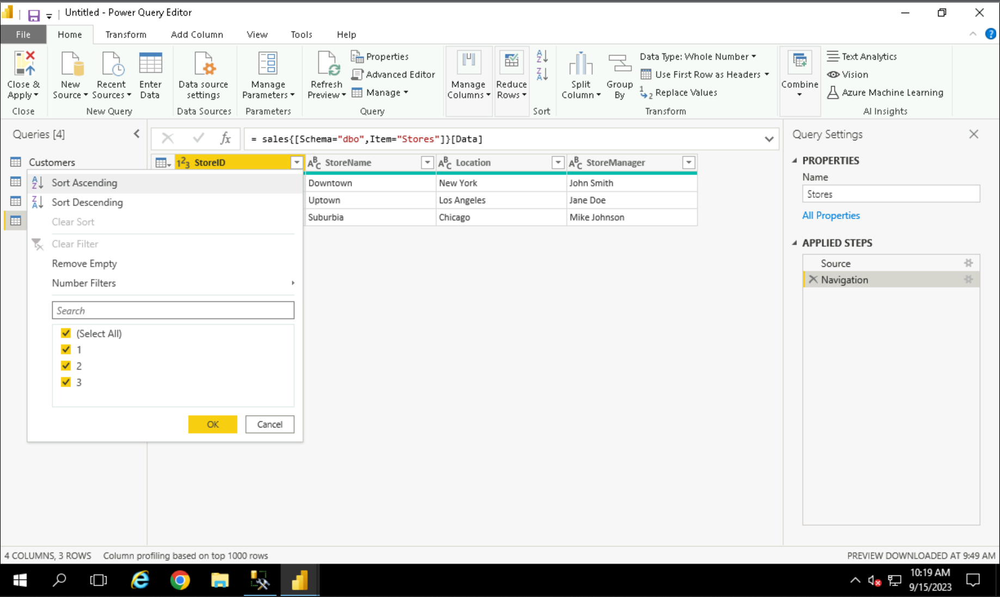 Untitled - Power Query Editor
File Home Transform Add Column View Tools Help
Close & Apply
Close
New Source
Recent Sources
Enter Data
New Query
Data source settings
Data Sources
Manage Parameters
Parameters
Refresh Preview
Properties
Advanced Editor
Manage
Query
Manage Columns
Reduce Rows
Sort
Split Column
Group By
Data Type: Whole Number
Use First Row as Headers
Replace Values
Transform
Combine
Text Analytics
Vision
Azure Machine Learning
AI Insights
Queries [4]
Customers
fx
= sales{[Schema="dbo",Item="Stores"]}[Data]
123 StoreID ABC StoreName ABC Location ABC StoreManager
Downtown New York John Smith
Uptown Los Angeles Jane Doe
Suburbia Chicago Mike Johnson
Sort Ascending
Sort Descending
Clear Sort
Clear Filter
Remove Empty
Number Filters
Search
(Select All)
1
2
3
OK Cancel
Query Settings
PROPERTIES
Name
Stores
All Properties
APPLIED STEPS
Source
Navigation
4 COLUMNS, 3 ROWS Column profiling based on top 1000 rows
PREVIEW DOWNLOADED AT 9:49 AM
10:19 AM
9/15/2023